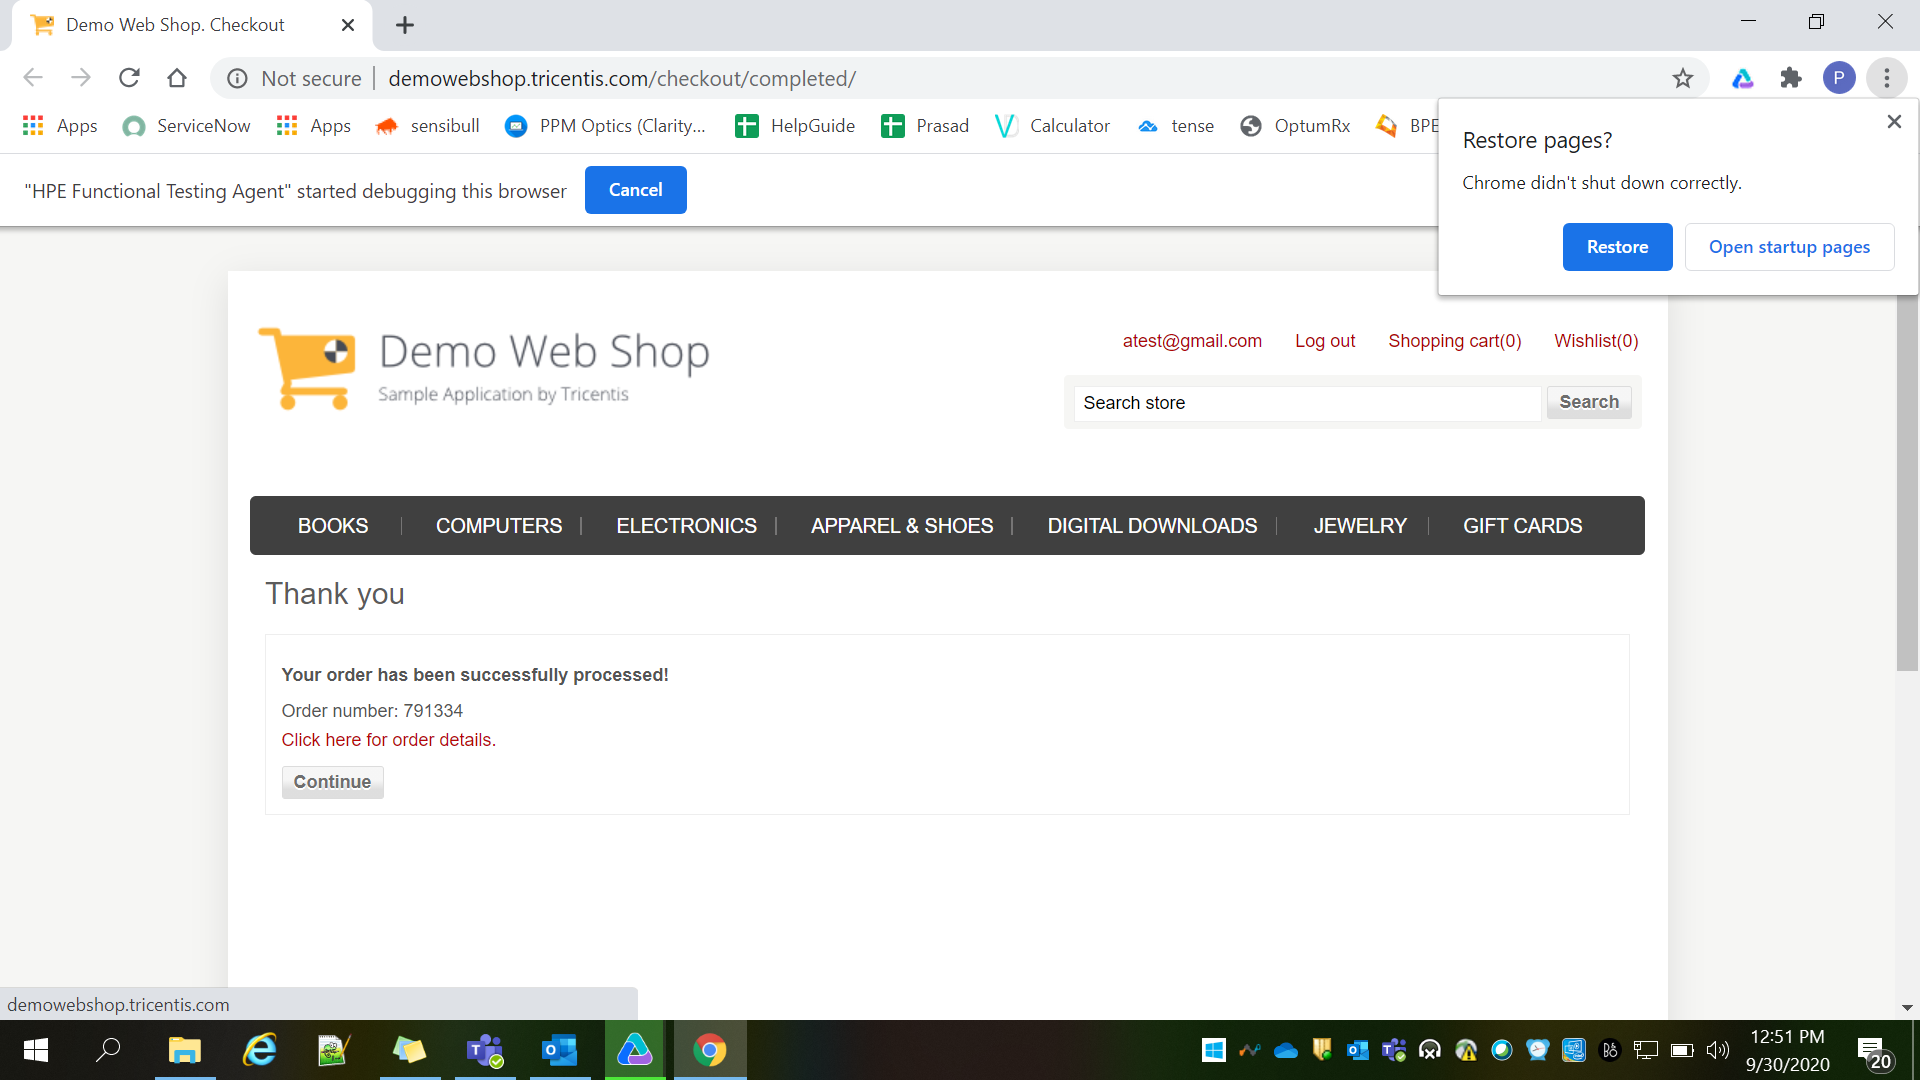 Demo Web Shop. Checkout
Not secure
demowebshop.tricentis.com/checkout/completed/
P
Apps
ServiceNow
Apps
sensibull
PPM Optics (Clarity...
HelpGuide
Prasad
Calculator
tense
OptumRx
BPE
"HPE Functional Testing Agent" started debugging this browser
Cancel
Restore pages?
Chrome didn't shut down correctly.
Restore
Open startup pages
Demo Web Shop
Sample Application by Tricentis
atest@gmail.com
Log out
Shopping cart(0)
Wishlist(0)
Search store
Search
BOOKS
COMPUTERS
ELECTRONICS
APPAREL & SHOES
DIGITAL DOWNLOADS
JEWELRY
GIFT CARDS
Thank you
Your order has been successfully processed!
Order number: 791334
Click here for order details.
Continue
demowebshop.tricentis.com
12:51 PM
9/30/2020
20